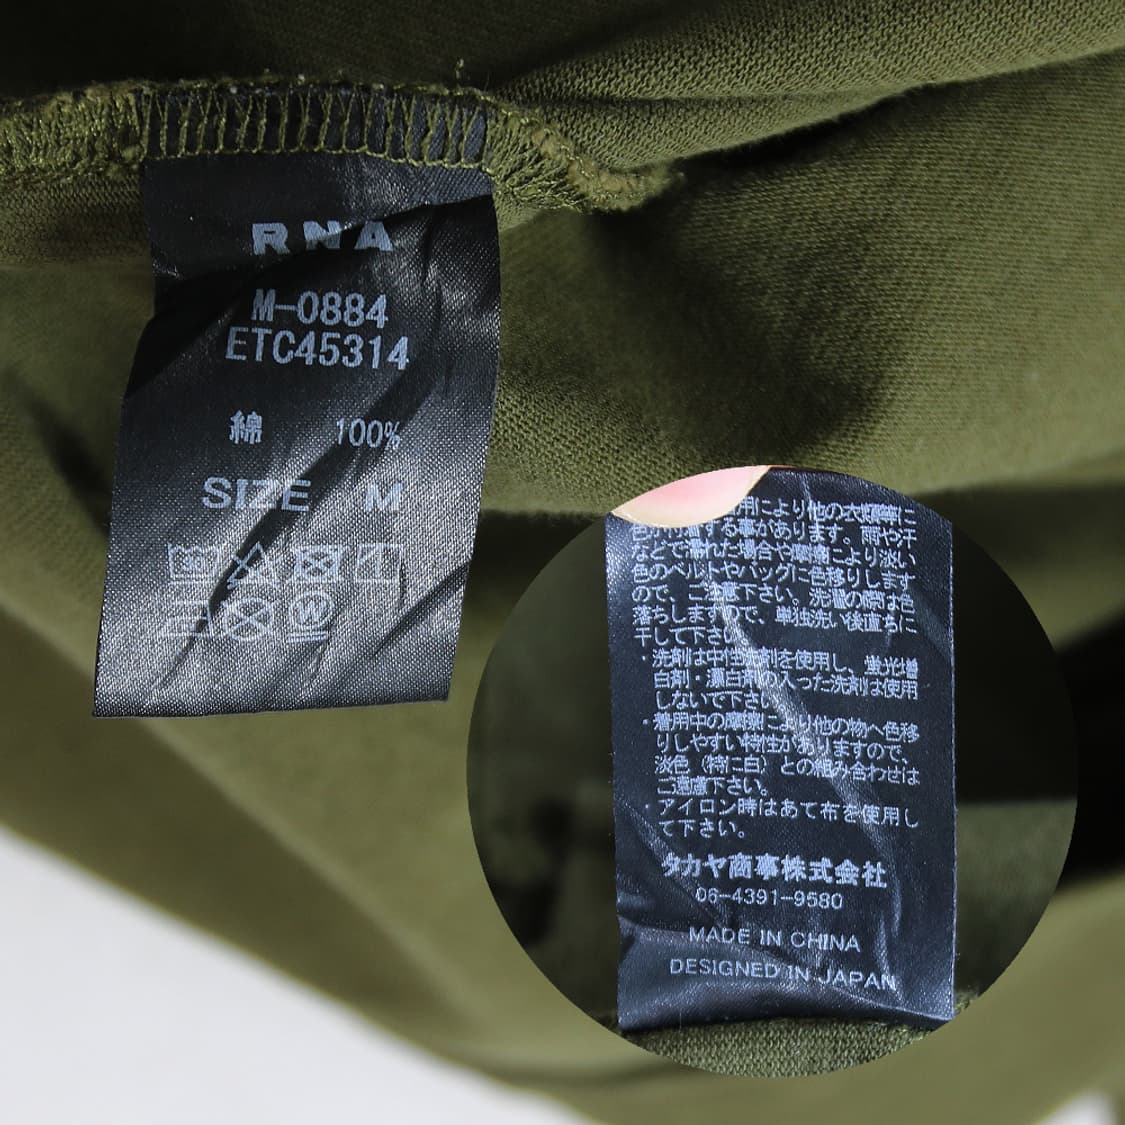 RNA
M-0884
ETC45314
綿 100%
SIZE M
W
用により他の衣類等に
する事があります。雨や汗
などで濡れた場合や摩擦により淡い
色のベルトやバッグに色移りします
ので、ご注意下さい。洗濯の際は色
落ちしますので、単独洗い後直ちに
干して下さい。
・洗剤は中性洗剤を使用し、蛍光増
白剤・漂白剤の入った洗剤は使用
しないで下さい。
・着用中の摩擦により他の物へ色移
りしやすい特性がありますので、
淡色(特に白)との組み合わせは
ご遠慮下さい。
・アイロン時はあて布を使用し
て下さい。
タカヤ商事株式会社
06-4391-9580
MADE IN CHINA
DESIGNED IN JAPAN